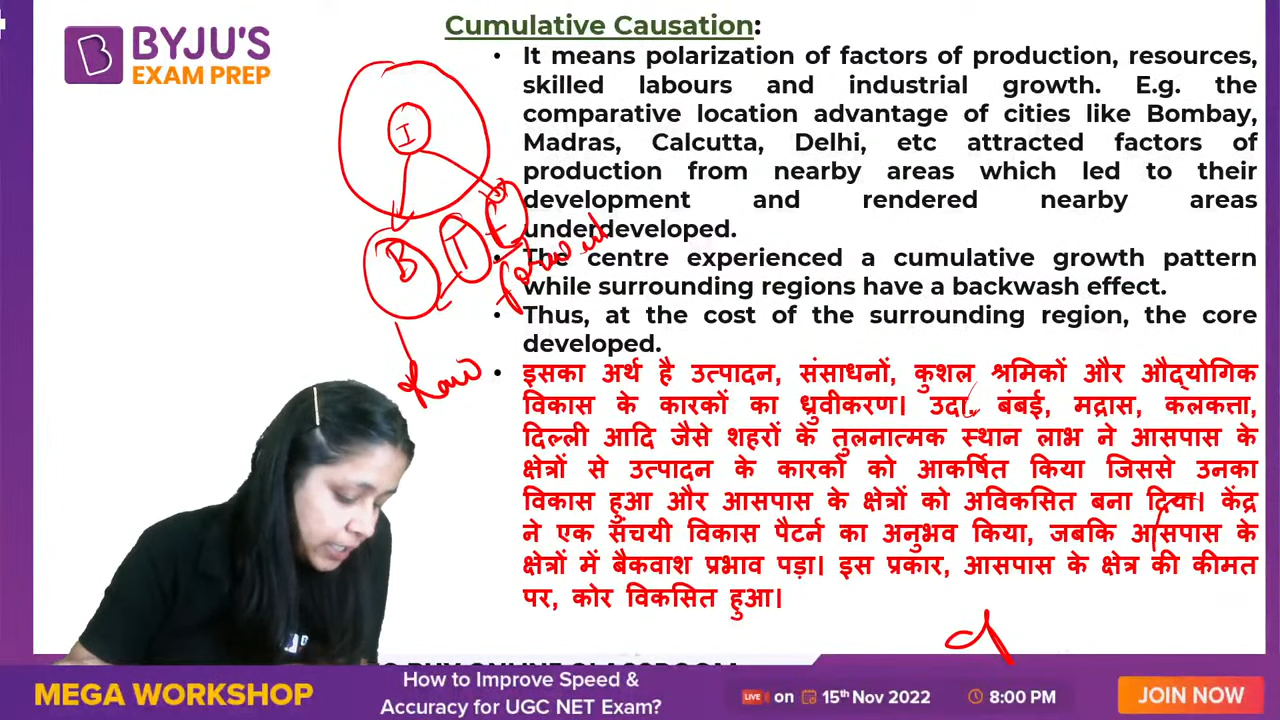 Cumulative Causation:
BYJU'S
EXAM PREP
• It means polarization of factors of production, resources,
skilled labours and industrial growth. E.g. the
comparative location advantage of cities like Bombay,
Madras, Calcutta, Delhi, etc attracted factors of
production from nearby areas which led to their
development and rendered nearby areas
underdeveloped.
• The centre experienced a cumulative growth pattern
while surrounding regions have a backwash effect.
• Thus, at the cost of the surrounding region, the core
developed.
• इसका अर्थ है उत्पादन, संसाधनों, कुशल श्रमिकों और औद्योगिक
विकास के कारकों का ध्रुवीकरण। उदा. बंबई, मद्रास, कलकत्ता,
दिल्ली आदि जैसे शहरों के तुलनात्मक स्थान लाभ ने आसपास के
क्षेत्रों से उत्पादन के कारकों को आकर्षित किया जिससे उनका
विकास हुआ और आसपास के क्षेत्रों को अविकसित बना दिया। केंद्र
ने एक संचयी विकास पैटर्न का अनुभव किया, जबकि आसपास के
क्षेत्रों में बैकवाश प्रभाव पड़ा। इस प्रकार, आसपास के क्षेत्र की कीमत
पर, कोर विकसित हुआ।
I
B
I
Raw
MEGA WORKSHOP
How to Improve Speed &
Accuracy for UGC NET Exam?
LIVE on 15th Nov 2022 8:00 PM
JOIN NOW